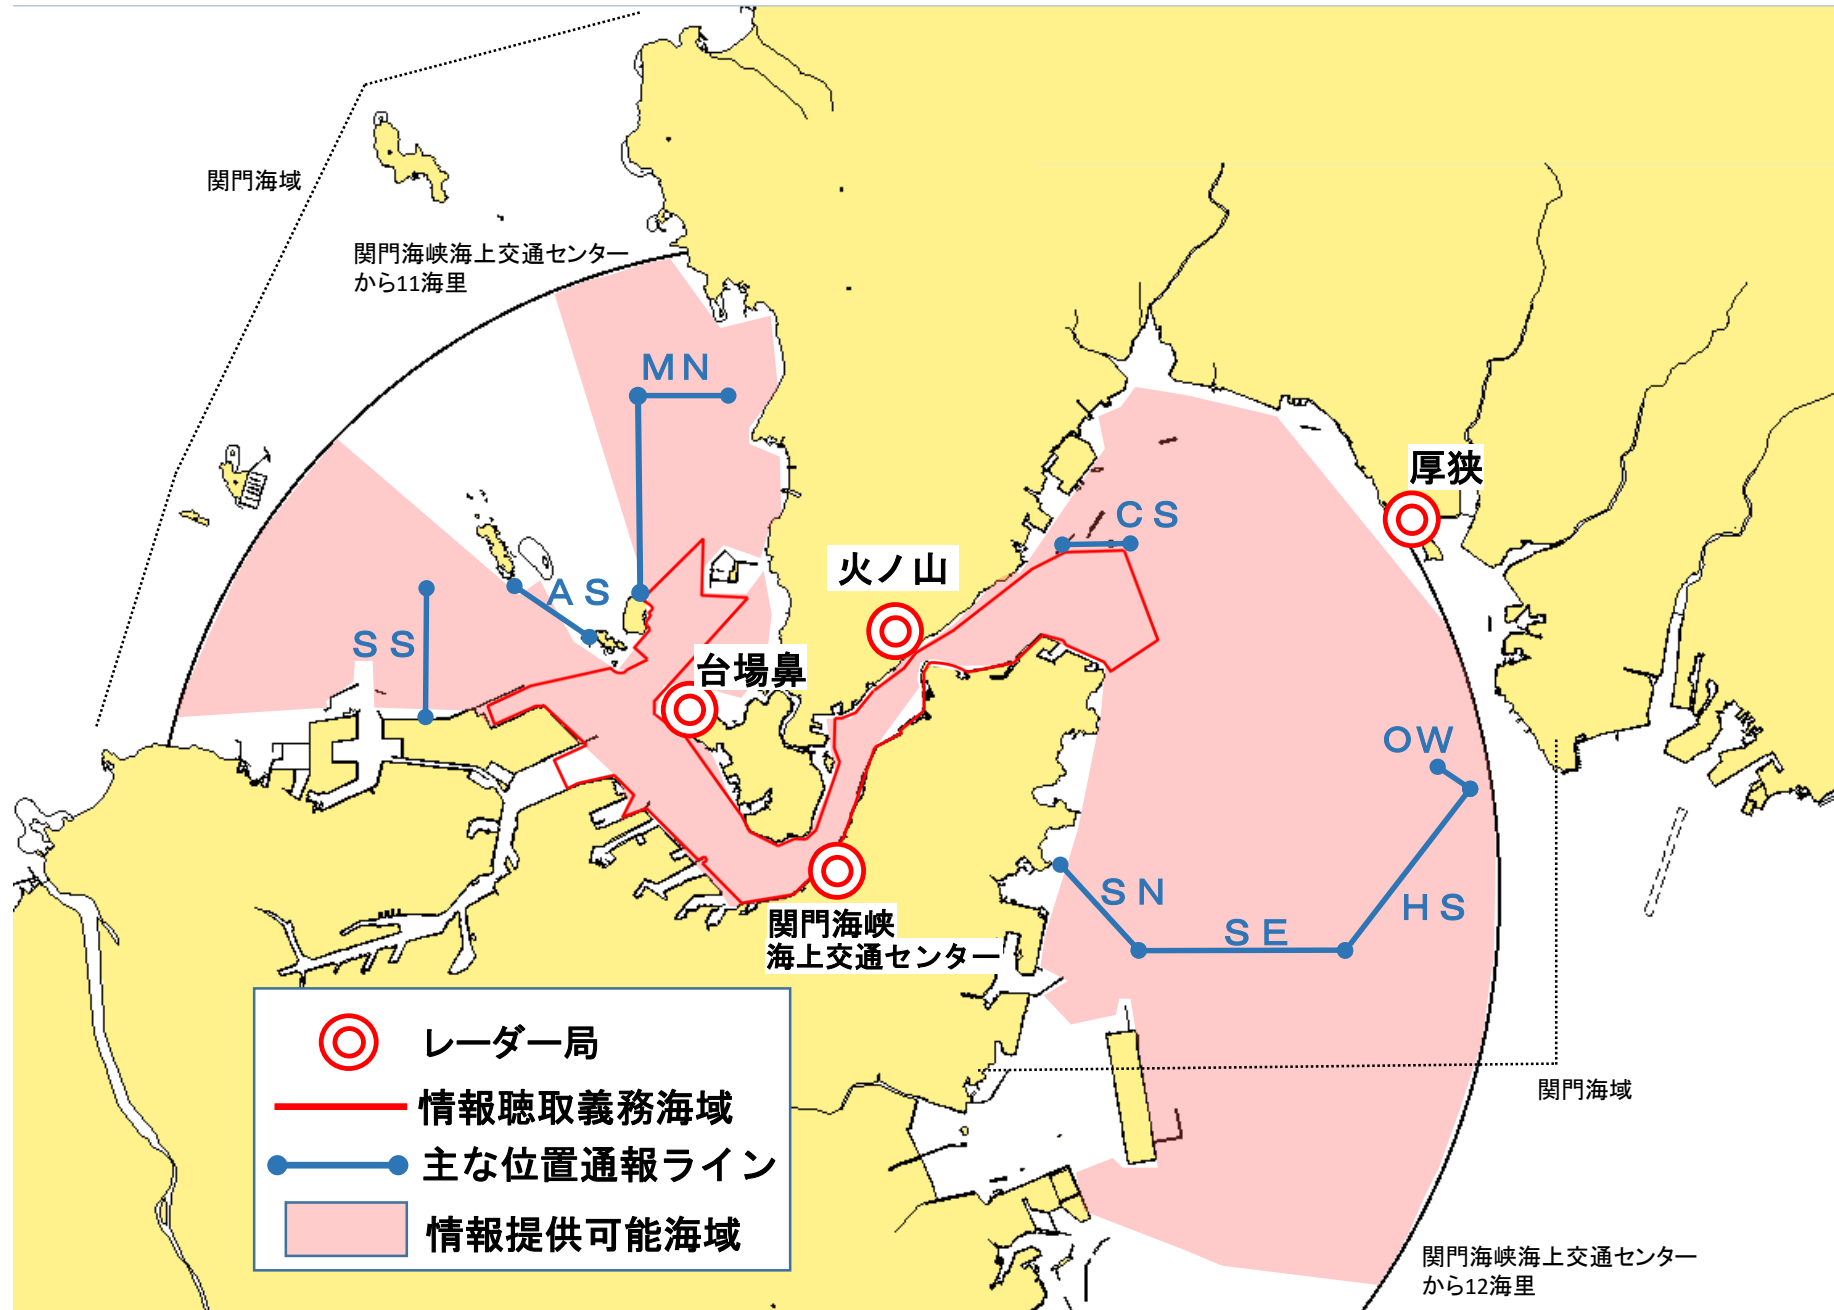 関門海域
関門海峡海上交通センター
から11海里
ＭＮ
厚狭
ＣＳ
火ノ山
ＡＳ
ＳＳ
台場鼻
ＯＷ
ＳＮ
ＨＳ
ＳＥ
関門海峡
海上交通センター
レーダー局
情報聴取義務海域
主な位置通報ライン
情報提供可能海域
関門海域
関門海峡海上交通センター
から12海里